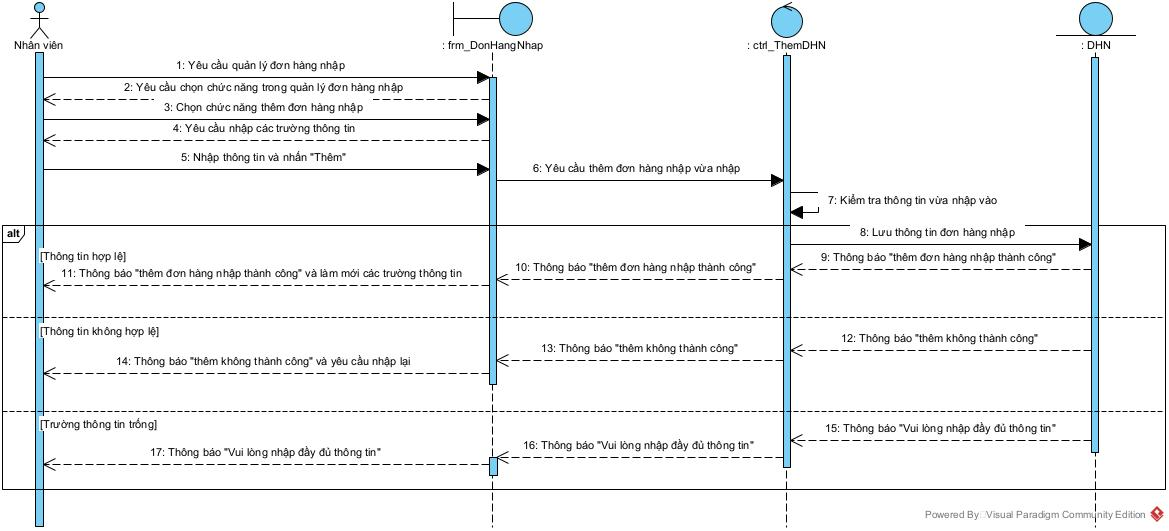 Nhân viên
: frm_DonHangNhap
: ctrl_ThemDHN
: DHN
1: Yêu cầu quản lý đơn hàng nhập
2: Yêu cầu chọn chức năng trong quản lý đơn hàng nhập
3: Chọn chức năng thêm đơn hàng nhập
4: Yêu cầu nhập các trường thông tin
5: Nhập thông tin và nhấn "Thêm"
6: Yêu cầu thêm đơn hàng nhập vừa nhập
7: Kiểm tra thông tin vừa nhập vào
alt
8: Lưu thông tin đơn hàng nhập
[Thông tin hợp lệ]
9: Thông báo "thêm đơn hàng nhập thành công"
10: Thông báo "thêm đơn hàng nhập thành công"
11: Thông báo "thêm đơn hàng nhập thành công" và làm mới các trường thông tin
[Thông tin không hợp lệ]
12: Thông báo "thêm không thành công"
13: Thông báo "thêm không thành công"
14: Thông báo "thêm không thành công" và yêu cầu nhập lại
[Trường thông tin trống]
15: Thông báo "Vui lòng nhập đầy đủ thông tin"
16: Thông báo "Vui lòng nhập đầy đủ thông tin"
17: Thông báo "Vui lòng nhập đầy đủ thông tin"
Powered By Visual Paradigm Community Edition